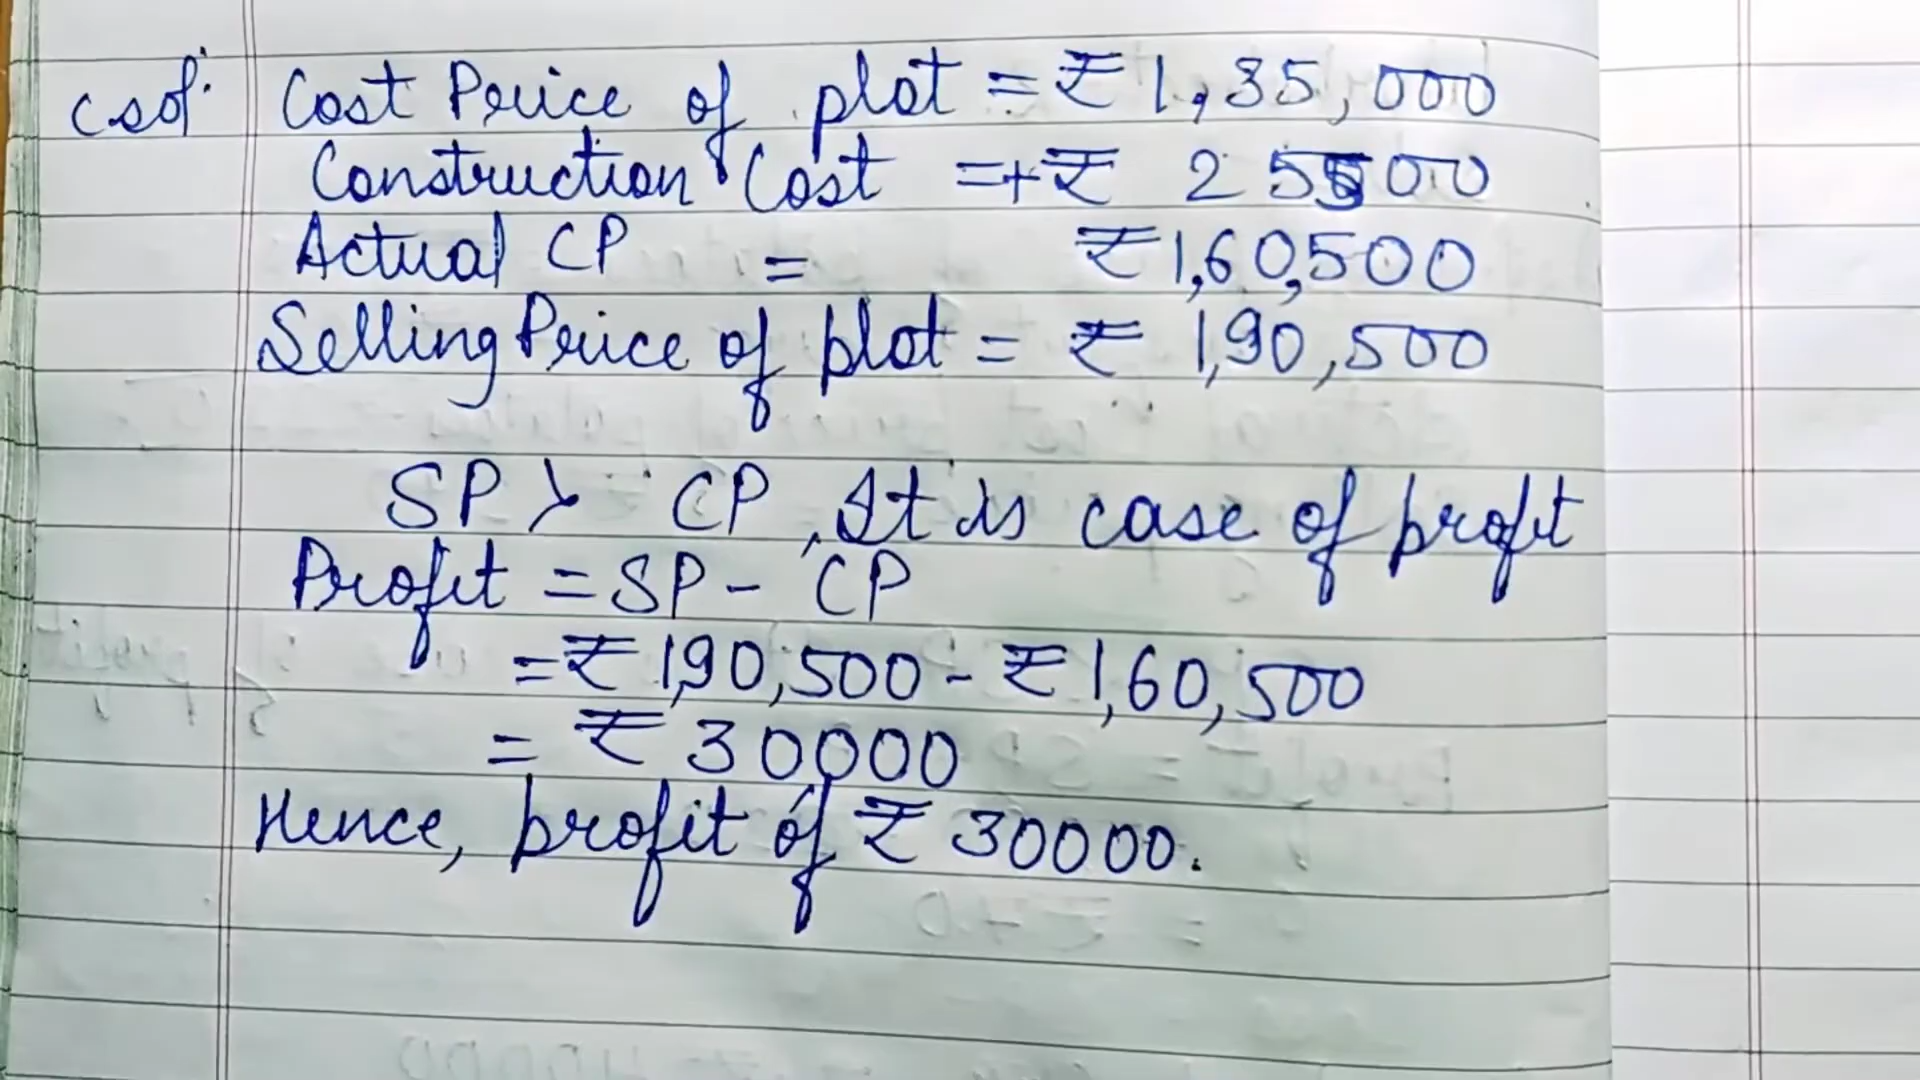 C sol: Cost Price of plot = ₹ 1,35,000
Construction Cost = + ₹ 25500
Actual CP = ₹ 1,60,500
Selling Price of plot = ₹ 1,90,500
SP > CP, It is case of profit
Profit = SP - CP
= ₹ 1,90,500 - ₹ 1,60,500
= ₹ 30000
Hence, profit of ₹ 30000.